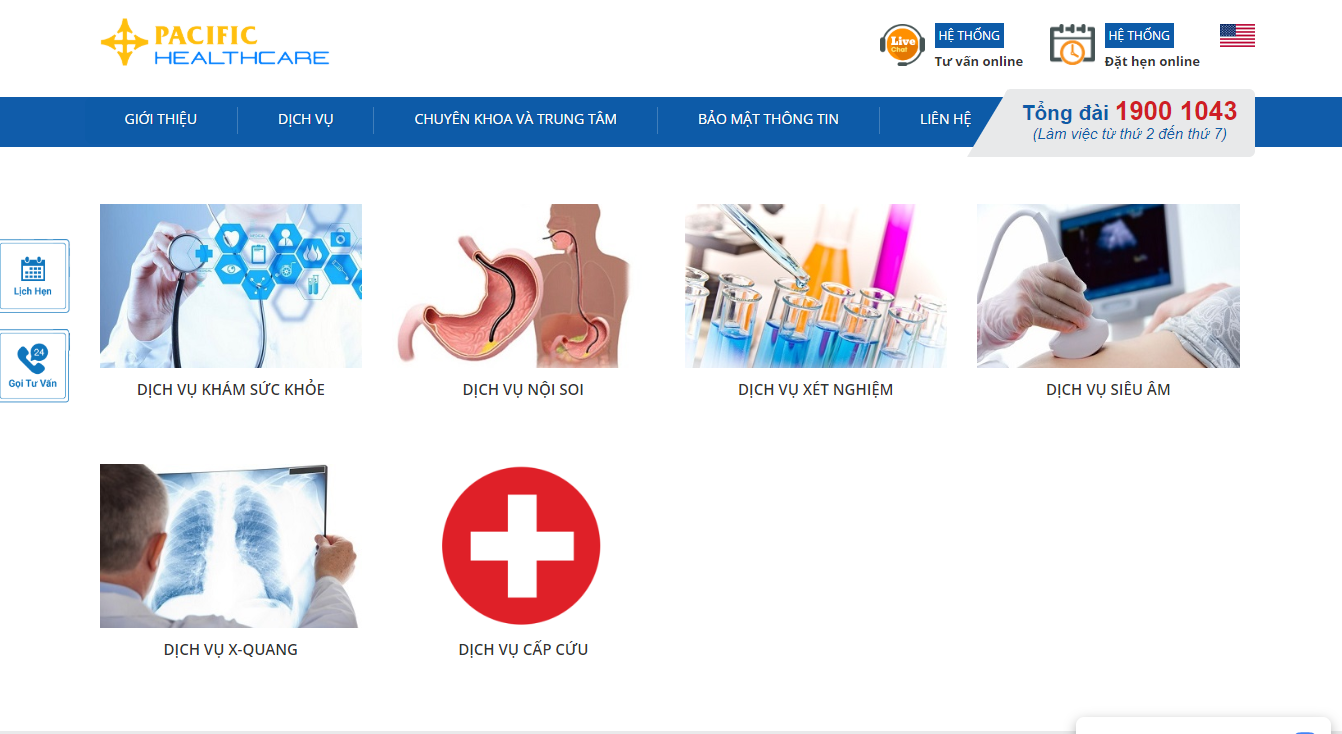 PACIFIC
HEALTHCARE
Live
Chat
HỆ THỐNG
Tư vấn online
HỆ THỐNG
Đặt hẹn online
GIỚI THIỆU
DỊCH VỤ
CHUYÊN KHOA VÀ TRUNG TÂM
BẢO MẬT THÔNG TIN
LIÊN HỆ
Tổng đài 1900 1043
(Làm việc từ thứ 2 đến thứ 7)
Lịch Hẹn
24
Gọi Tư Vấn
DỊCH VỤ KHÁM SỨC KHỎE
DỊCH VỤ NỘI SOI
DỊCH VỤ XÉT NGHIỆM
DỊCH VỤ SIÊU ÂM
DỊCH VỤ X-QUANG
DỊCH VỤ CẤP CỨU